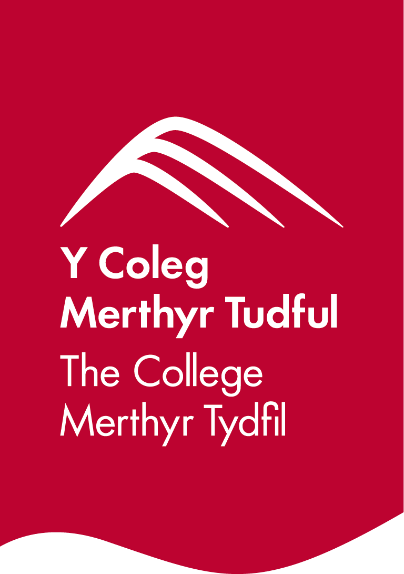 Y Coleg
Merthyr Tudful
The College
Merthyr Tydfil